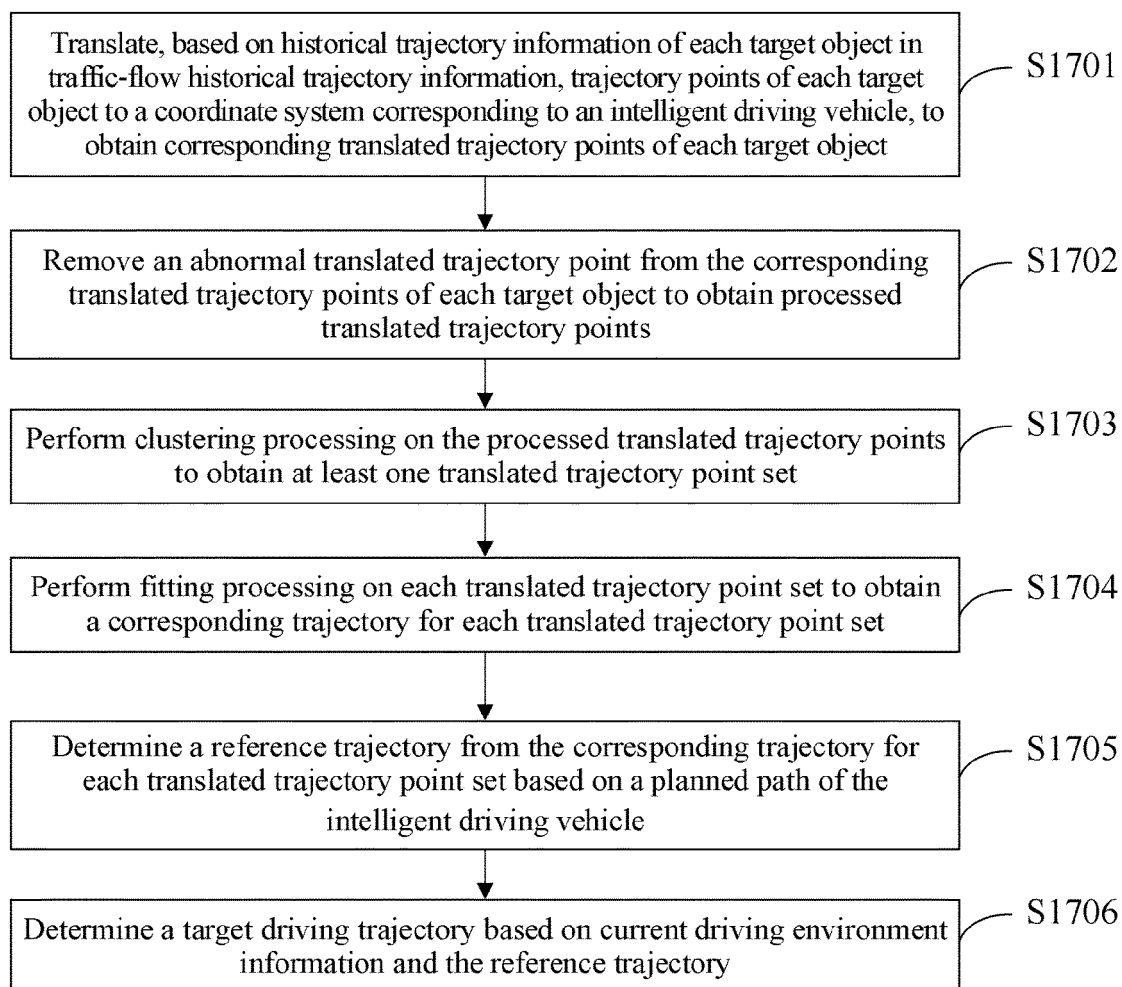 Translate, based on historical trajectory information of each target object in
traffic-flow historical trajectory information, trajectory points of each target
object to a coordinate system corresponding to an intelligent driving vehicle, to
obtain corresponding translated trajectory points of each target object
S1701
Remove an abnormal translated trajectory point from the corresponding
translated trajectory points of each target object to obtain processed
translated trajectory points
S1702
Perform clustering processing on the processed translated trajectory points
to obtain at least one translated trajectory point set
S1703
Perform fitting processing on each translated trajectory point set to obtain
a corresponding trajectory for each translated trajectory point set
S1704
Determine a reference trajectory from the corresponding trajectory for
each translated trajectory point set based on a planned path of the
intelligent driving vehicle
S1705
Determine a target driving trajectory based on current driving environment
information and the reference trajectory
S1706